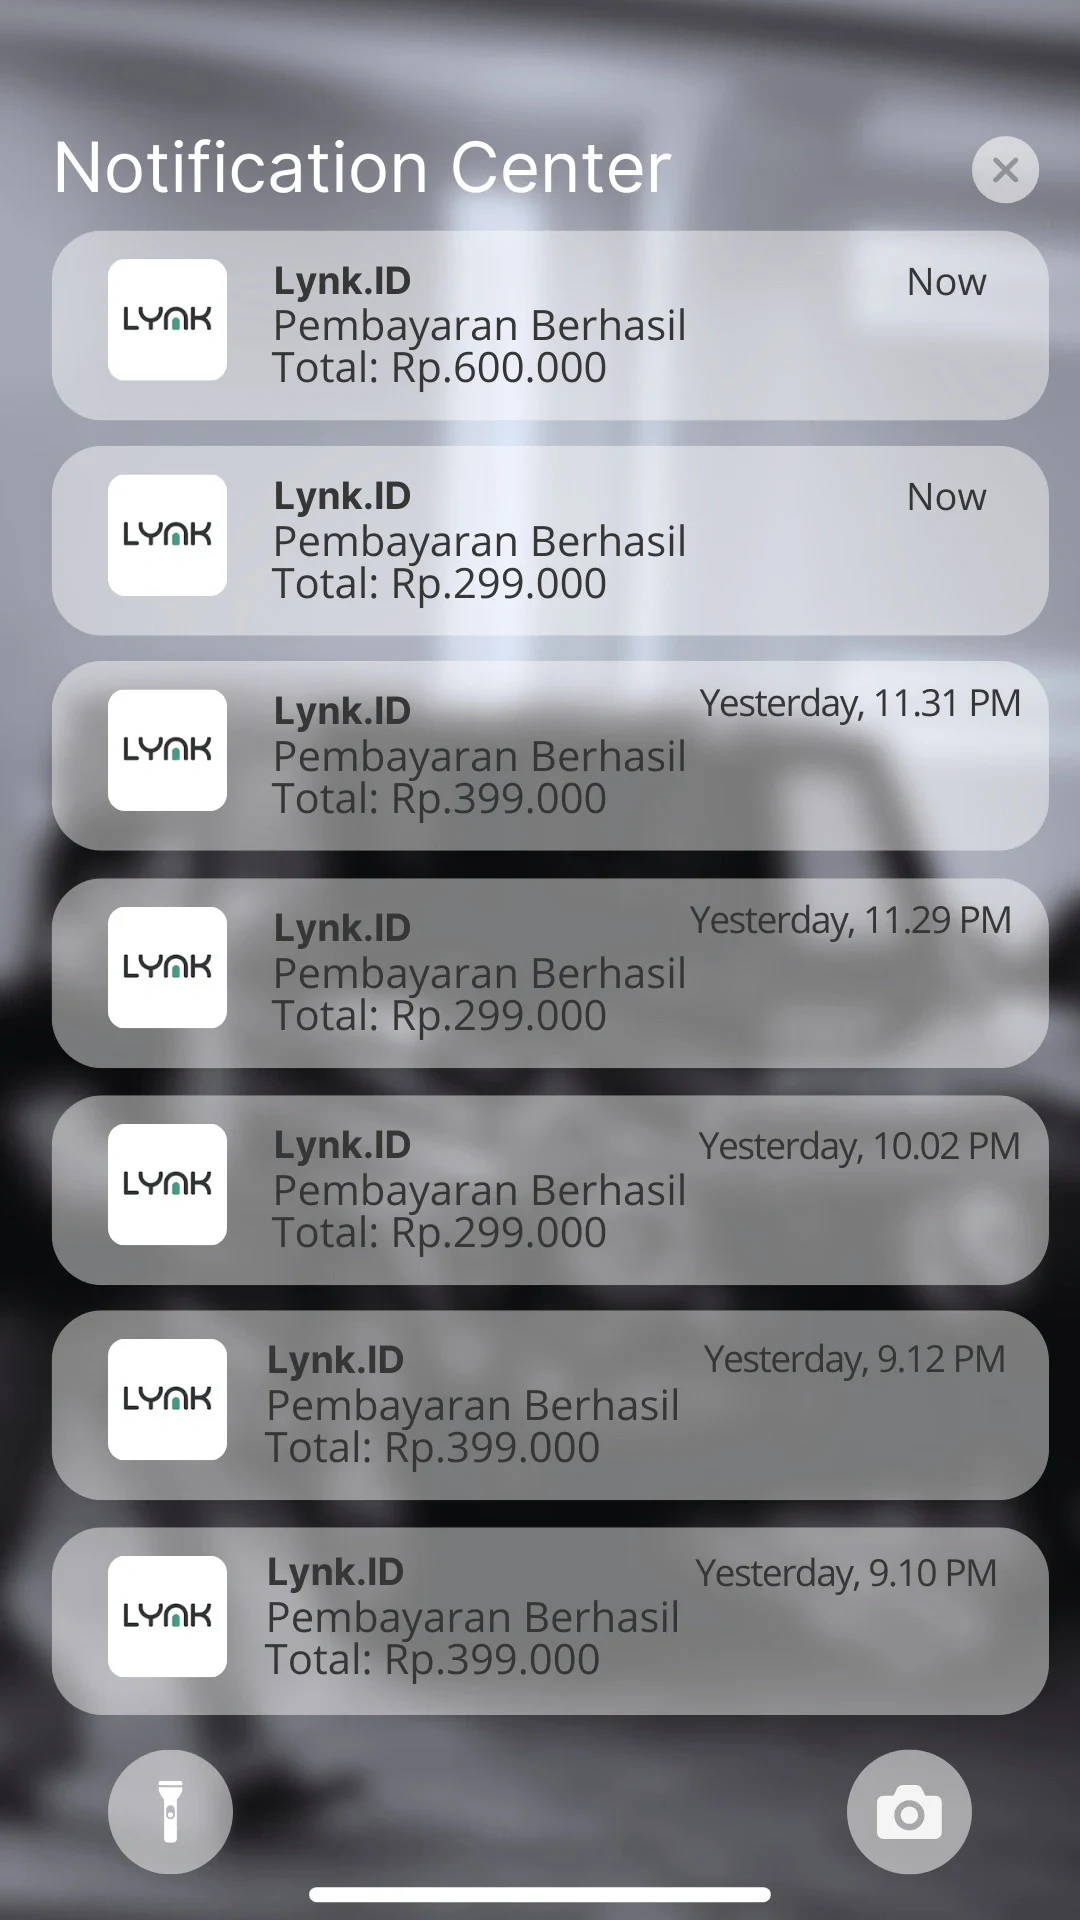 Notification Center
LYNK
Lynk.ID
Now
Pembayaran Berhasil
Total: Rp.600.000
LYNK
Lynk.ID
Now
Pembayaran Berhasil
Total: Rp.299.000
LYNK
Lynk.ID
Yesterday, 11.31 PM
Pembayaran Berhasil
Total: Rp.399.000
LYNK
Lynk.ID
Yesterday, 11.29 PM
Pembayaran Berhasil
Total: Rp.299.000
LYNK
Lynk.ID
Yesterday, 10.02 PM
Pembayaran Berhasil
Total: Rp.299.000
LYNK
Lynk.ID
Yesterday, 9.12 PM
Pembayaran Berhasil
Total: Rp.399.000
LYNK
Lynk.ID
Yesterday, 9.10 PM
Pembayaran Berhasil
Total: Rp.399.000